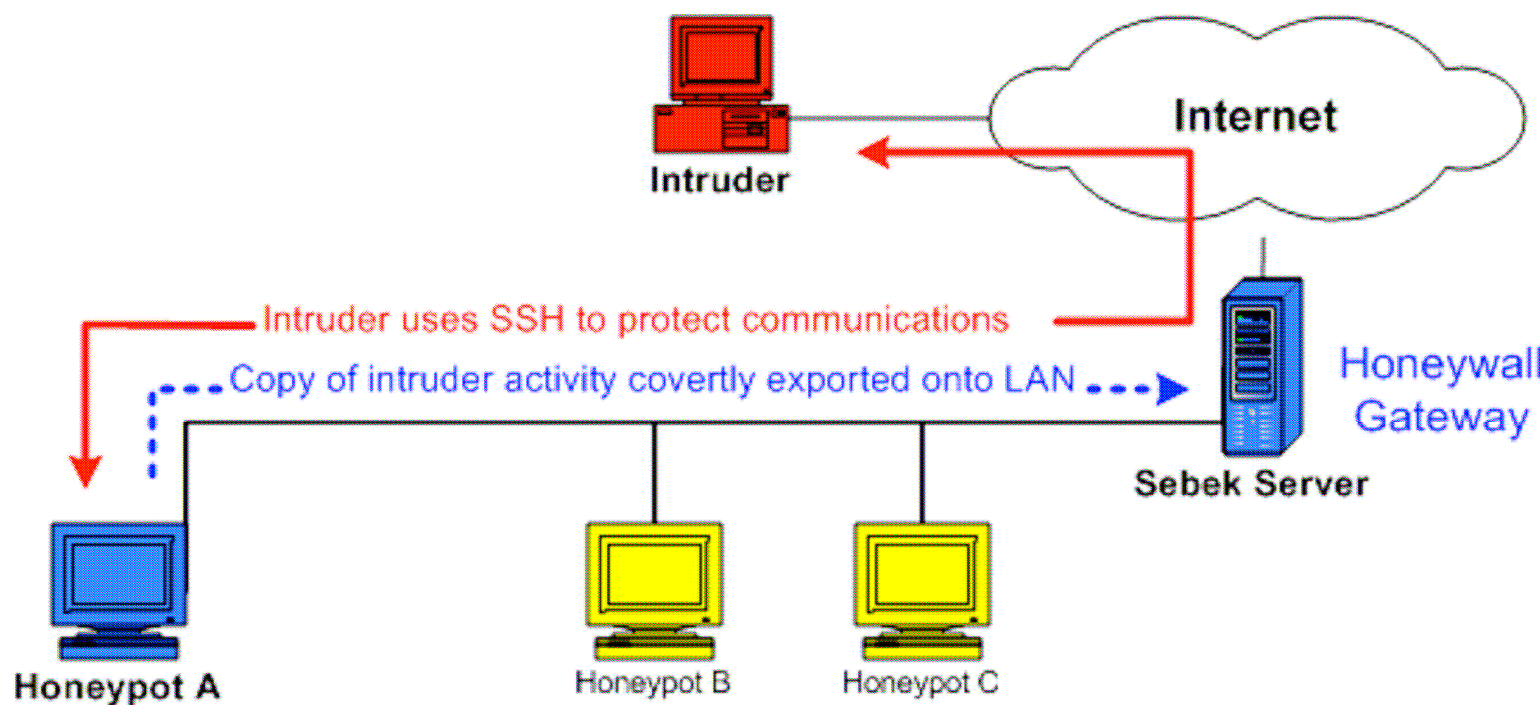 Internet
Intruder
Intruder uses SSH to protect communications
Copy of intruder activity covertly exported onto LAN
Honeywall
Gateway
Sebek Server
Honeypot A
Honeypot B
Honeypot C